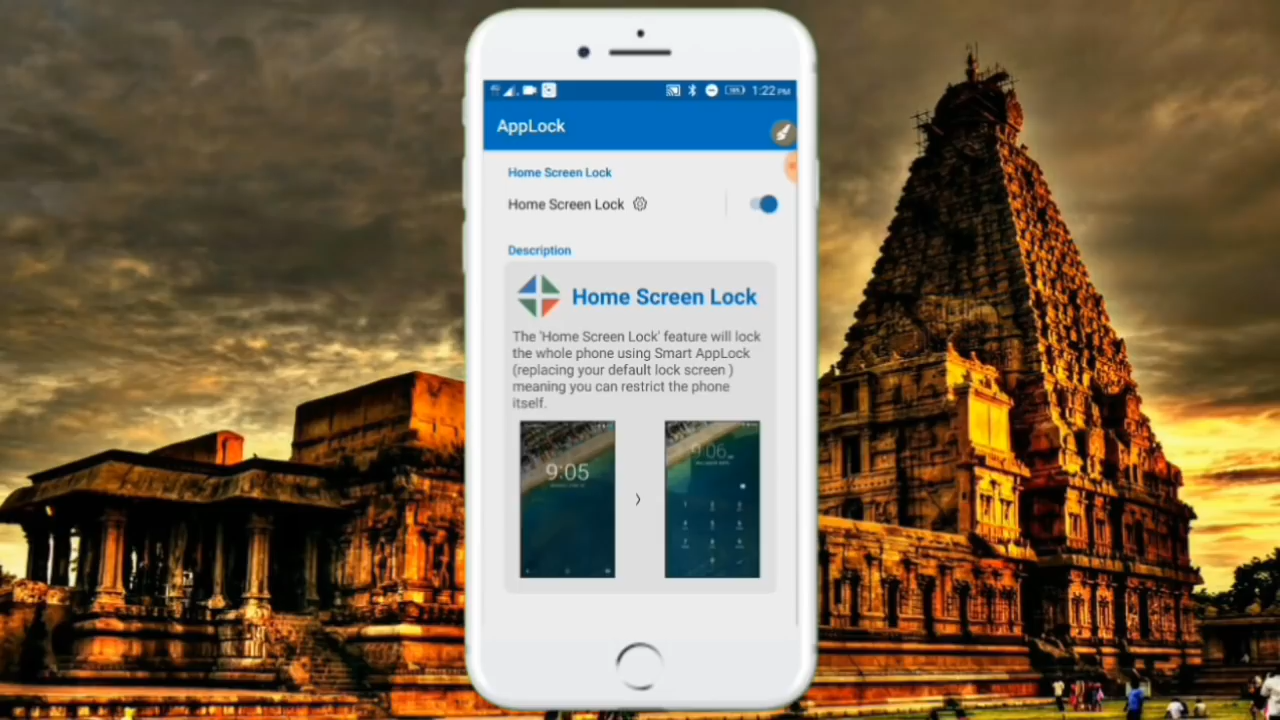 1:22 PM
AppLock
Home Screen Lock
Home Screen Lock
Description
Home Screen Lock
The 'Home Screen Lock' feature will lock
the whole phone using Smart AppLock
(replacing your default lock screen )
meaning you can restrict the phone
itself.
9:05
9:06